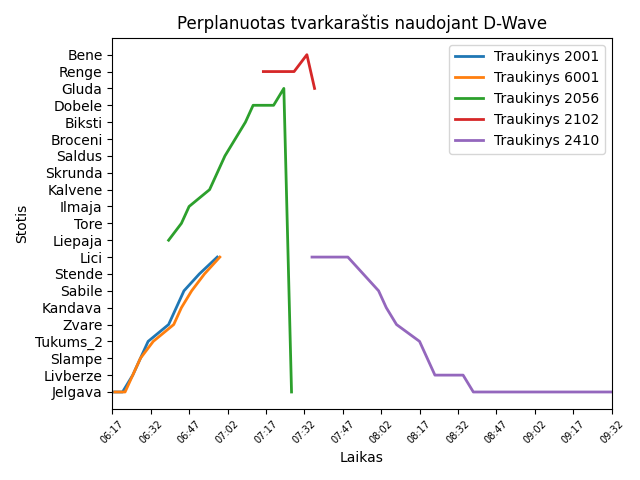 Perplanuotas tvarkaraštis naudojant D-Wave
Traukinys 2001
Traukinys 6001
Traukinys 2056
Traukinys 2102
Traukinys 2410
Stotis
Bene
Renge
Gluda
Dobele
Biksti
Broceni
Saldus
Skrunda
Kalvene
Ilmaja
Tore
Liepaja
Lici
Stende
Sabile
Kandava
Zvare
Tukums_2
Slampe
Livberze
Jelgava
06:17 06:32 06:47 07:02 07:17 07:32 07:47 08:02 08:17 08:32 08:47 09:02 09:17 09:32
Laikas